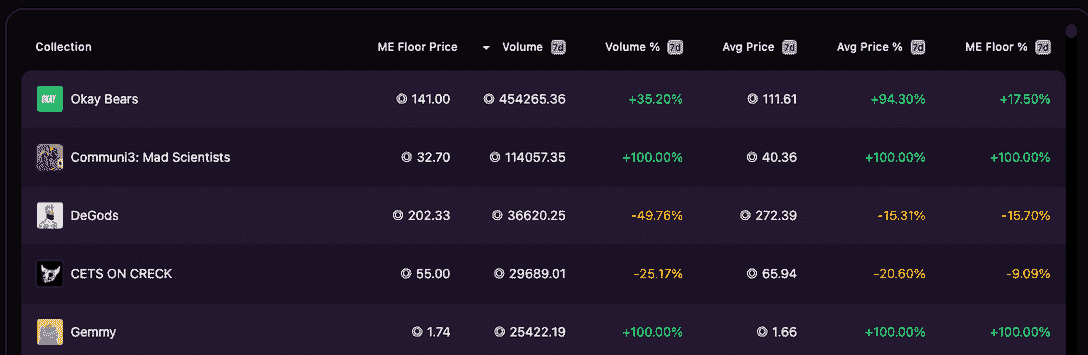 Collection ME Floor Price Volume 7d Volume % 7d Avg Price 7d Avg Price % 7d ME Floor % 7d
OKAY Okay Bears 141.00 454265.36 +35.20% 111.61 +94.30% +17.50%
Communi3: Mad Scientists 32.70 114057.35 +100.00% 40.36 +100.00% +100.00%
DeGods 202.33 36620.25 -49.76% 272.39 -15.31% -15.70%
CETS ON CRECK 55.00 29689.01 -25.17% 65.94 -20.60% -9.09%
Gemmy 1.74 25422.19 +100.00% 1.66 +100.00% +100.00%